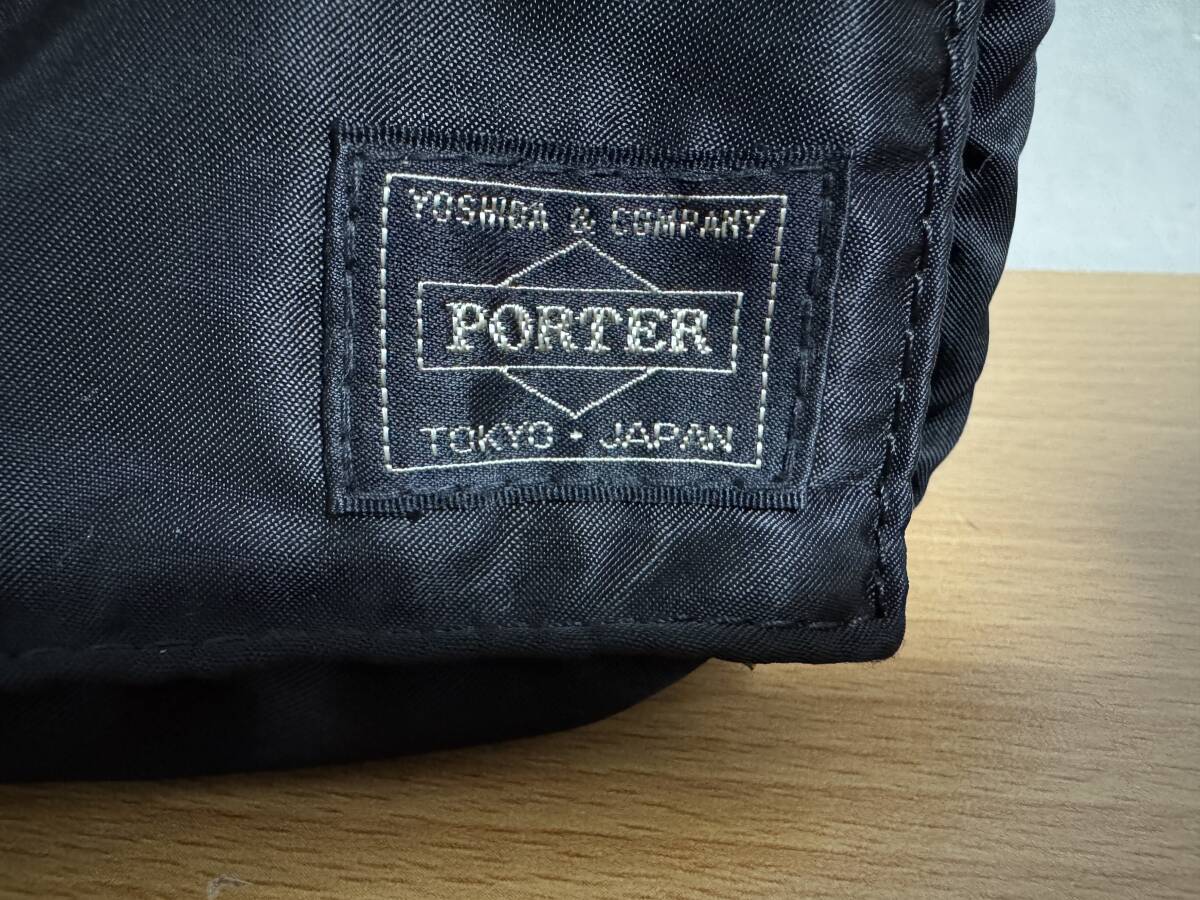 YOSHIDA & COMPANY
PORTER
TOKYO · JAPAN